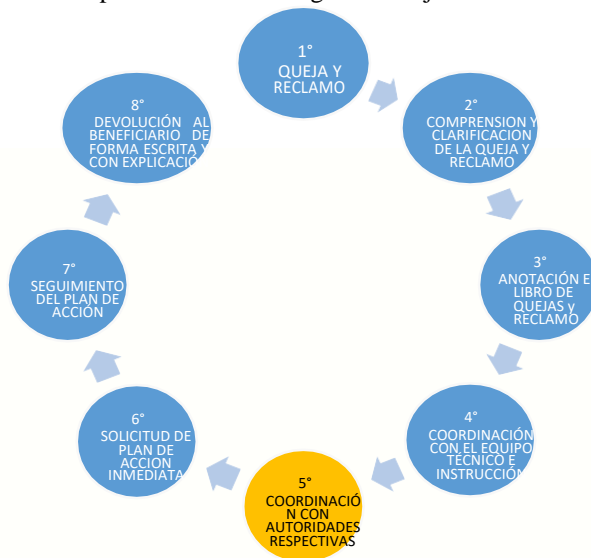 1°
QUEJA Y
RECLAMO
2°
COMPRENSION Y
CLARIFICACION
DE LA QUEJA Y
RECLAMO
3°
ANOTACIÓN E
LIBRO DE
QUEJAS y
RECLAMO
4°
COORDINACIÓN
CON EL EQUIPO
TÉCNICO E
INSTRUCCIÓN
5°
COORDINACIÓ
N CON
AUTORIDADES
RESPECTIVAS
6°
SOLICITUD DE
PLAN DE
ACCION
INMEDIATA
7°
SEGUIMIENTO
DEL PLAN DE
ACCIÓN
8°
DEVOLUCIÓN AL
BENEFICIARIO DE
FORMA ESCRITA Y
CON EXPLICACIÓ